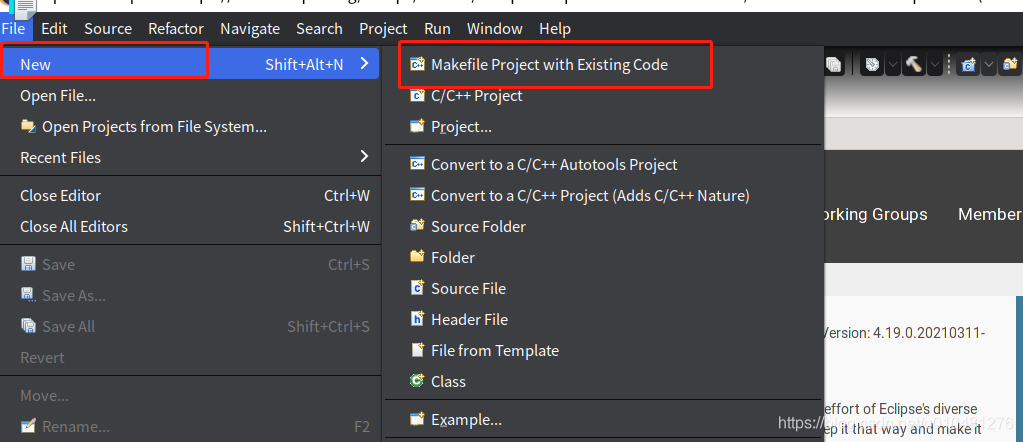 File Edit Source Refactor Navigate Search Project Run Window Help
New Shift+Alt+N
Open File...
Open Projects from File System...
Recent Files
Close Editor Ctrl+W
Close All Editors Shift+Ctrl+W
Save Ctrl+S
Save As...
Save All Shift+Ctrl+S
Revert
Move...
Rename... F2
Makefile Project with Existing Code
C/C++ Project
Project...
Convert to a C/C++ Autotools Project
Convert to a C/C++ Project (Adds C/C++ Nature)
Source Folder
Folder
Source File
Header File
File from Template
Class
Example...
orking Groups Member
Version: 4.19.0.20210311-
effort of Eclipse's diverse
ep it that way and make it